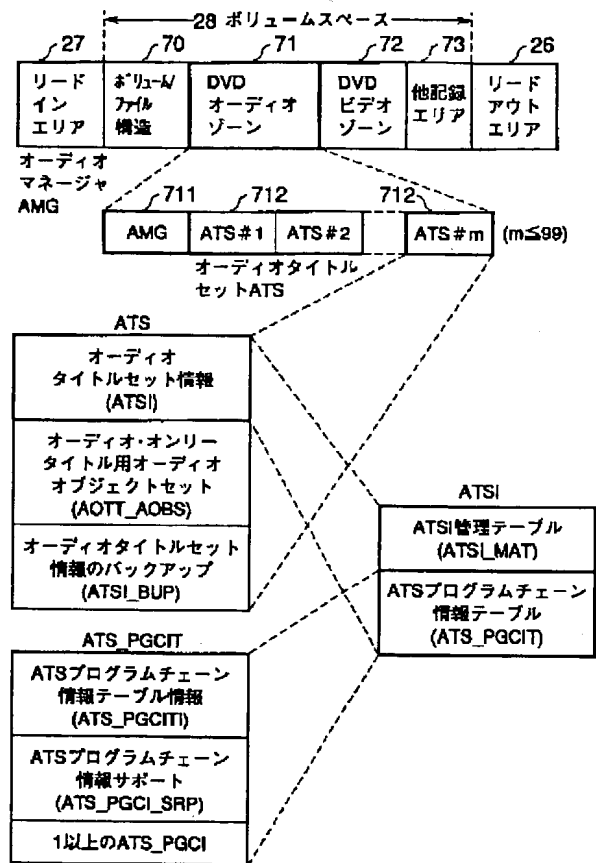 28 ボリュームスペース
27
70
71
72
73
26
リード
イン
エリア
ボリューム/
ファイル
構造
DVD
オーディオ
ゾーン
DVD
ビデオ
ゾーン
他記録
エリア
リード
アウト
エリア
オーディオ
マネージャ
AMG
711
712
712
AMG
ATS#1
ATS#2
ATS#m
(m≦99)
オーディオタイトル
セットATS
ATS
オーディオ
タイトルセット情報
(ATSI)
オーディオ・オンリー
タイトル用オーディオ
オブジェクトセット
(AOTT_AOBS)
オーディオタイトルセット
情報のバックアップ
(ATSI_BUP)
ATSI
ATSI管理テーブル
(ATSI_MAT)
ATSプログラムチェーン
情報テーブル
(ATS_PGCIT)
ATS_PGCIT
ATSプログラムチェーン
情報テーブル情報
(ATS_PGCITI)
ATSプログラムチェーン
情報サポート
(ATS_PGCI_SRP)
1以上のATS_PGCI